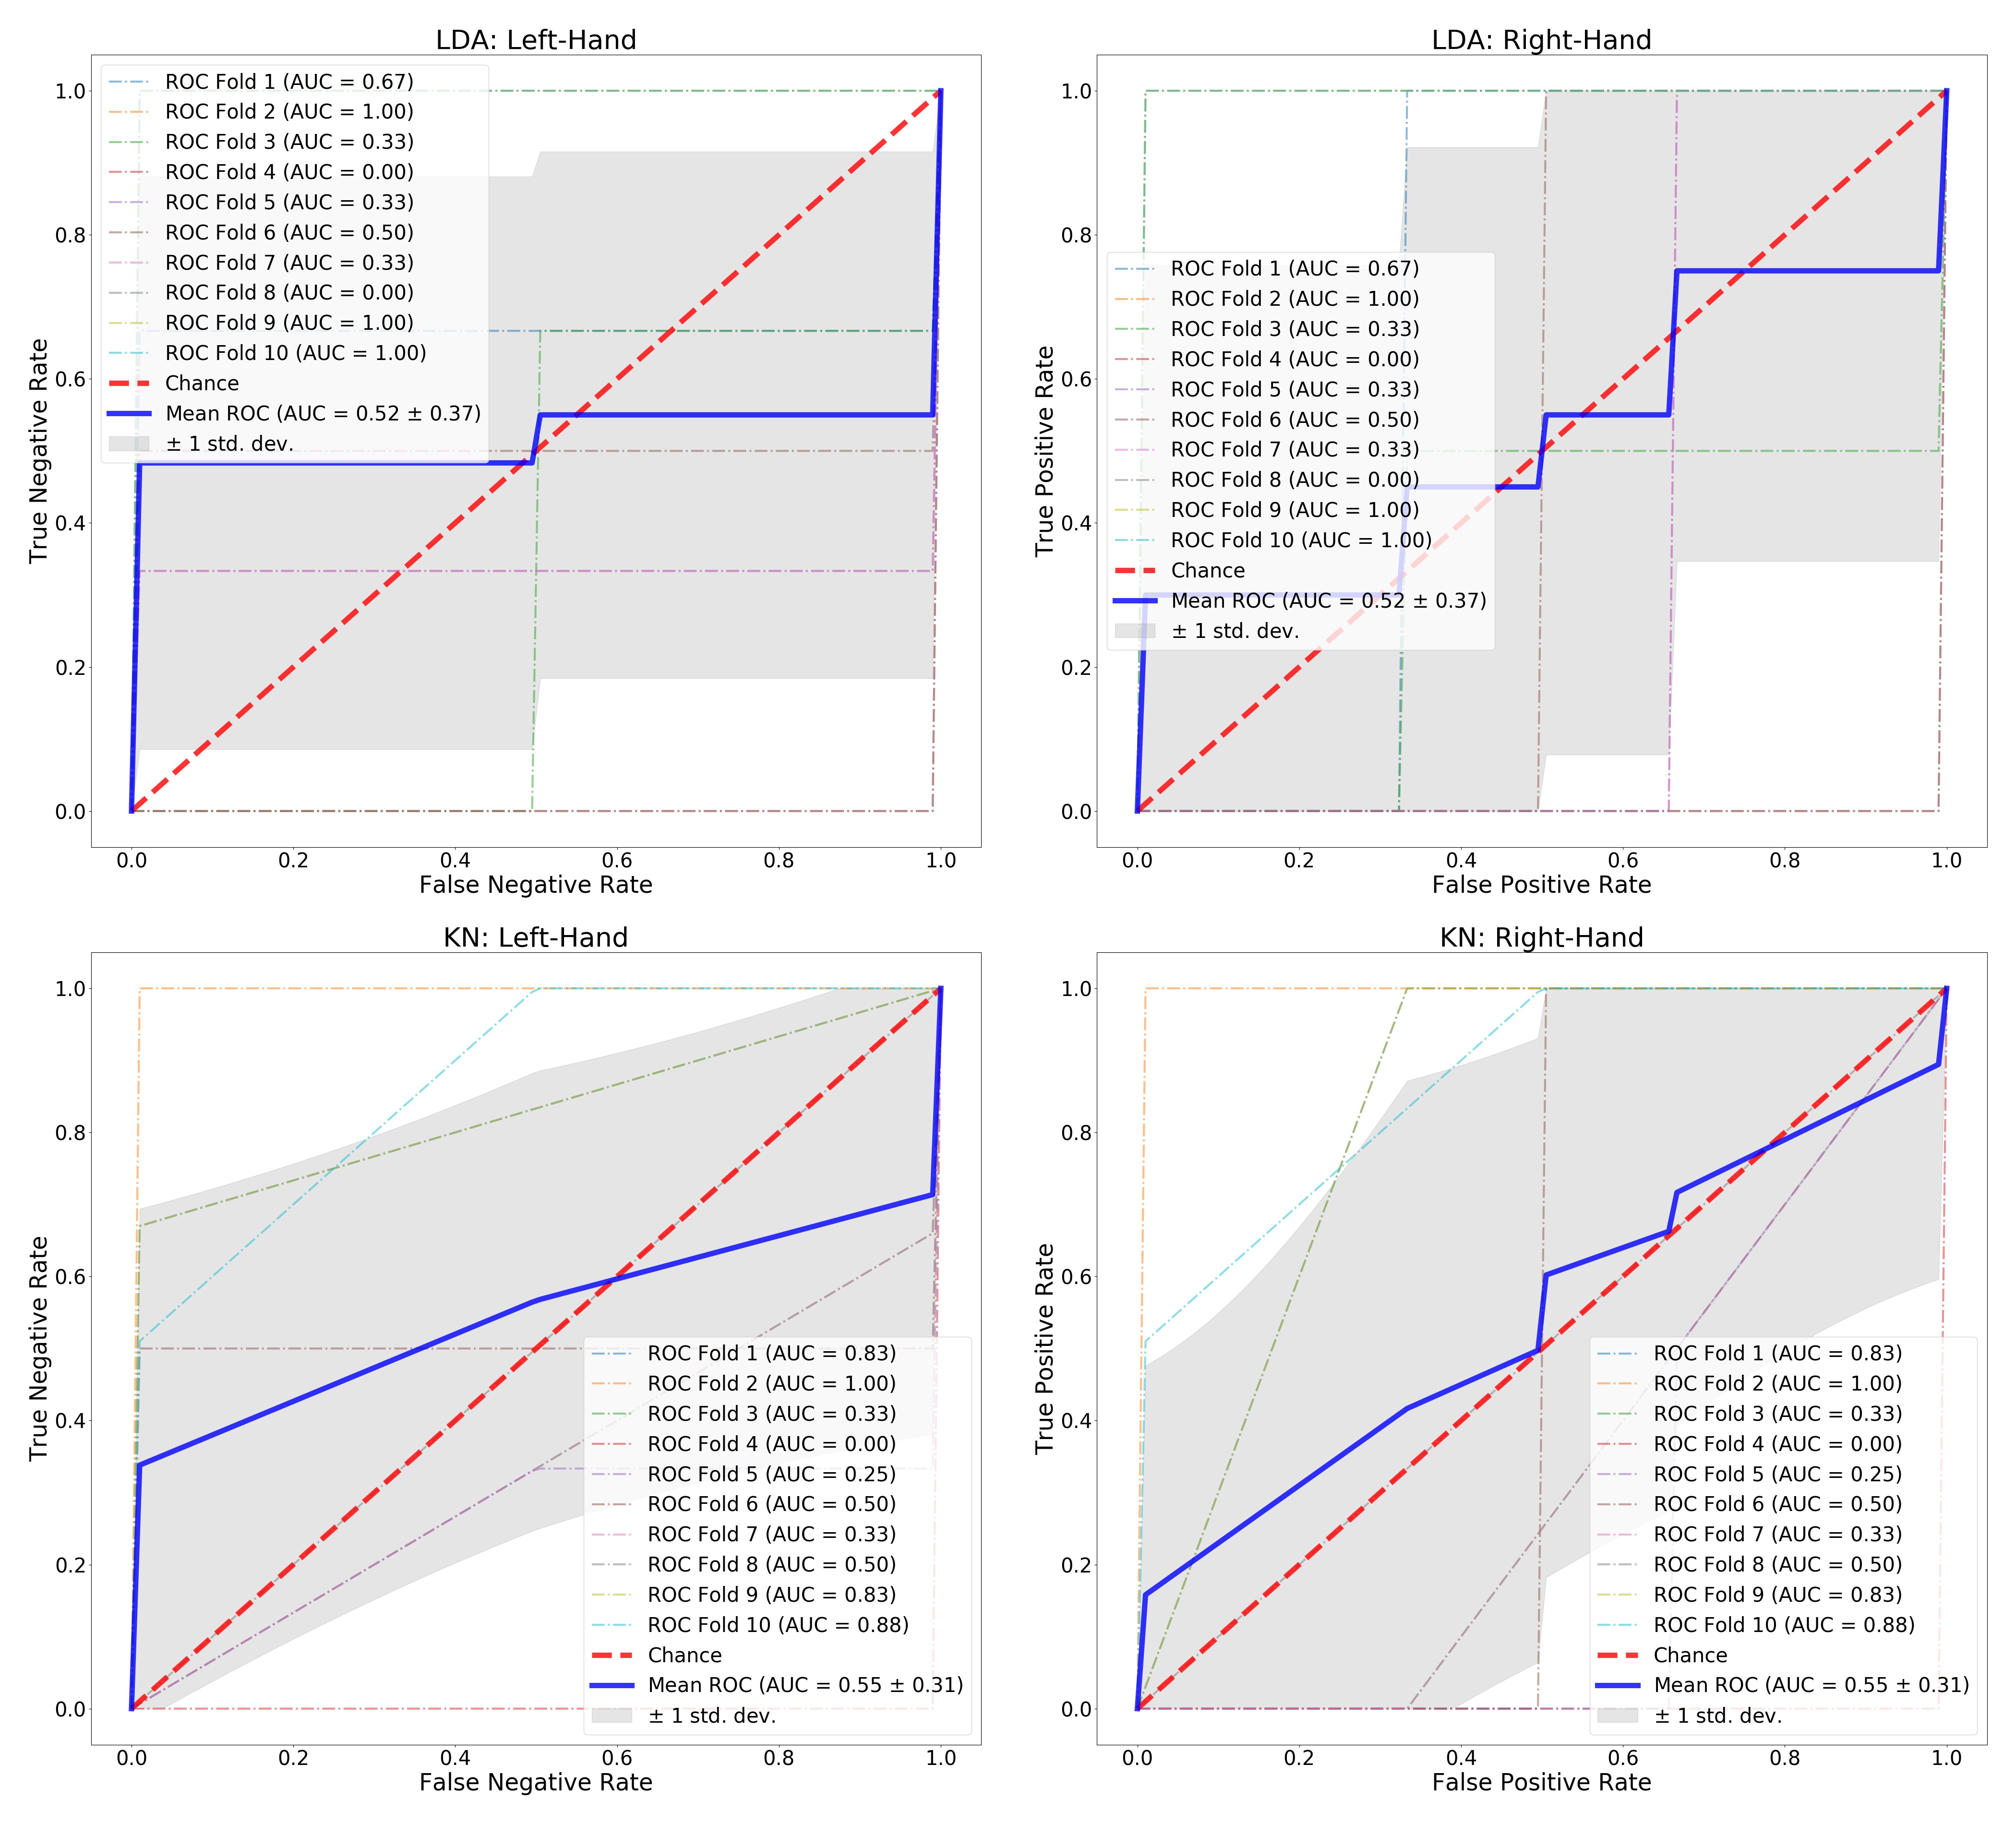 LDA: Left-Hand
True Negative Rate
1.0
0.8
0.6
0.4
0.2
0.0
ROC Fold 1 (AUC = 0.67)
ROC Fold 2 (AUC = 1.00)
ROC Fold 3 (AUC = 0.33)
ROC Fold 4 (AUC = 0.00)
ROC Fold 5 (AUC = 0.33)
ROC Fold 6 (AUC = 0.50)
ROC Fold 7 (AUC = 0.33)
ROC Fold 8 (AUC = 0.00)
ROC Fold 9 (AUC = 1.00)
ROC Fold 10 (AUC = 1.00)
Chance
Mean ROC (AUC = 0.52 ± 0.37)
± 1 std. dev.
0.0 0.2 0.4 0.6 0.8 1.0
False Negative Rate
LDA: Right-Hand
True Positive Rate
1.0
0.8
0.6
0.4
0.2
0.0
ROC Fold 1 (AUC = 0.67)
ROC Fold 2 (AUC = 1.00)
ROC Fold 3 (AUC = 0.33)
ROC Fold 4 (AUC = 0.00)
ROC Fold 5 (AUC = 0.33)
ROC Fold 6 (AUC = 0.50)
ROC Fold 7 (AUC = 0.33)
ROC Fold 8 (AUC = 0.00)
ROC Fold 9 (AUC = 1.00)
ROC Fold 10 (AUC = 1.00)
Chance
Mean ROC (AUC = 0.52 ± 0.37)
± 1 std. dev.
0.0 0.2 0.4 0.6 0.8 1.0
False Positive Rate
KN: Left-Hand
True Negative Rate
1.0
0.8
0.6
0.4
0.2
0.0
ROC Fold 1 (AUC = 0.83)
ROC Fold 2 (AUC = 1.00)
ROC Fold 3 (AUC = 0.33)
ROC Fold 4 (AUC = 0.00)
ROC Fold 5 (AUC = 0.25)
ROC Fold 6 (AUC = 0.50)
ROC Fold 7 (AUC = 0.33)
ROC Fold 8 (AUC = 0.50)
ROC Fold 9 (AUC = 0.83)
ROC Fold 10 (AUC = 0.88)
Chance
Mean ROC (AUC = 0.55 ± 0.31)
± 1 std. dev.
0.0 0.2 0.4 0.6 0.8 1.0
False Negative Rate
KN: Right-Hand
True Positive Rate
1.0
0.8
0.6
0.4
0.2
0.0
ROC Fold 1 (AUC = 0.83)
ROC Fold 2 (AUC = 1.00)
ROC Fold 3 (AUC = 0.33)
ROC Fold 4 (AUC = 0.00)
ROC Fold 5 (AUC = 0.25)
ROC Fold 6 (AUC = 0.50)
ROC Fold 7 (AUC = 0.33)
ROC Fold 8 (AUC = 0.50)
ROC Fold 9 (AUC = 0.83)
ROC Fold 10 (AUC = 0.88)
Chance
Mean ROC (AUC = 0.55 ± 0.31)
± 1 std. dev.
0.0 0.2 0.4 0.6 0.8 1.0
False Positive Rate